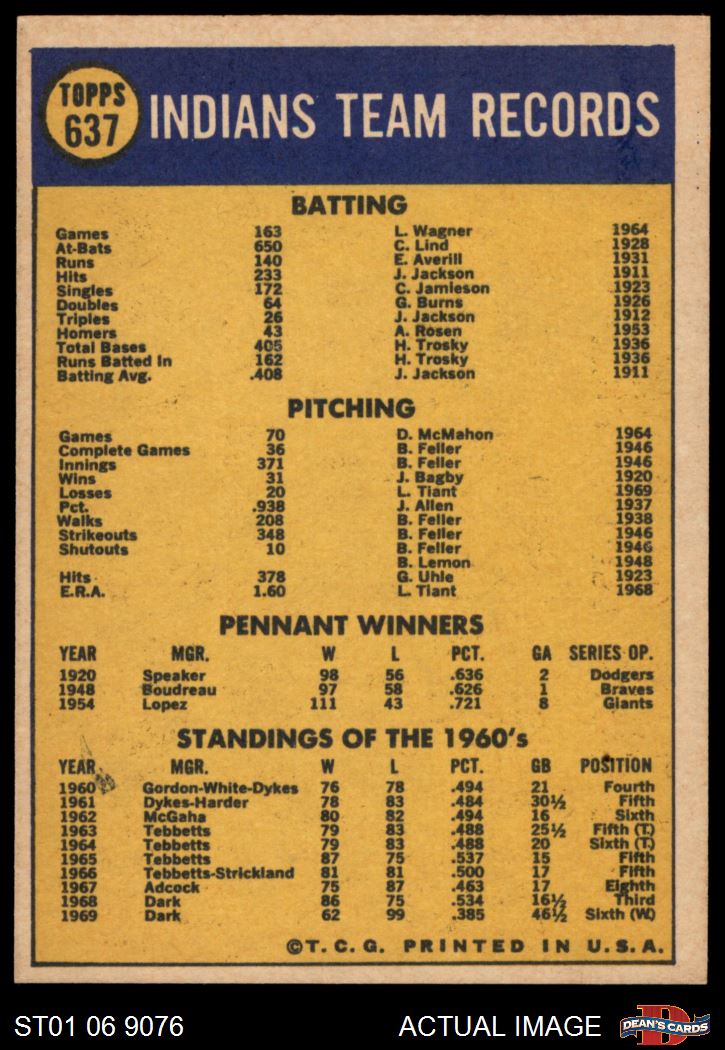 TOPPS
637
INDIANS TEAM RECORDS
BATTING
Games 163 L. Wagner 1964
At-Bats 650 C. Lind 1928
Runs 140 E. Averill 1931
Hits 233 J. Jackson 1911
Singles 172 C. Jamieson 1923
Doubles 64 G. Burns 1926
Triples 26 J. Jackson 1912
Homers 43 A. Rosen 1953
Total Bases 405 H. Trosky 1936
Runs Batted In 162 H. Trosky 1936
Batting Avg. .408 J. Jackson 1911
PITCHING
Games 70 D. McMahon 1964
Complete Games 36 B. Feller 1946
Innings 371 B. Feller 1946
Wins 31 J. Bagby 1920
Losses 20 L. Tiant 1969
Pct. .938 J. Allen 1937
Walks 208 B. Feller 1938
Strikeouts 348 B. Feller 1946
Shutouts 10 B. Feller 1946
B. Lemon 1948
Hits 378 G. Uhle 1923
E.R.A. 1.60 L. Tiant 1968
PENNANT WINNERS
YEAR MGR. W L PCT. GA SERIES OP.
1920 Speaker 98 56 .636 2 Dodgers
1948 Boudreau 97 58 .626 1 Braves
1954 Lopez 111 43 .721 8 Giants
STANDINGS OF THE 1960's
YEAR MGR. W L PCT. GB POSITION
1960 Gordon-White-Dykes 76 78 .494 21 Fourth
1961 Dykes-Harder 78 83 .484 30½ Fifth
1962 McGaha 80 82 .494 16 Sixth
1963 Tebbetts 79 83 .488 25½ Fifth (T.)
1964 Tebbetts 79 83 .488 20 Sixth (T.)
1965 Tebbetts 87 75 .537 15 Fifth
1966 Tebbetts-Strickland 81 81 .500 17 Fifth
1967 Adcock 75 87 .463 17 Eighth
1968 Dark 86 75 .534 16½ Third
1969 Dark 62 99 .385 46½ Sixth (W)
©T. C. G. PRINTED IN U. S. A.
ST01 06 9076 ACTUAL IMAGE D DEAN'S CARDS